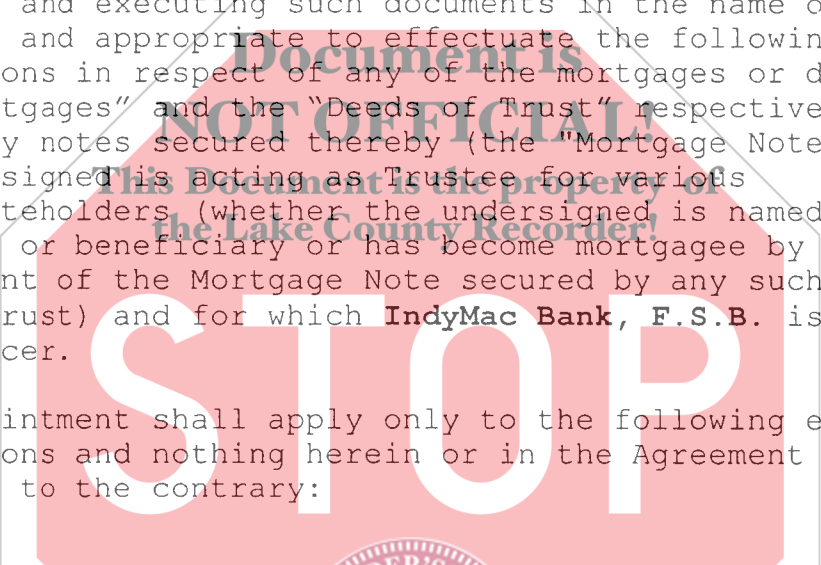 and executing such documents in the name o
and appropriate to effectuate the followin
Document is
ons in respect of any of the mortgages or d
tgages" and the "Deeds of Trust" respective
NOT OFFICIAL!
y notes secured thereby (the "Mortgage Note
signed is acting as Trustee for various
This Document is the property of
teholders (whether the undersigned is named
the Lake County Recorder!
or beneficiary or has become mortgagee by
nt of the Mortgage Note secured by any such
rust) and for which IndyMac Bank, F.S.B. is
cer.
STOP
intment shall apply only to the following e
ons and nothing herein or in the Agreement
to the contrary: